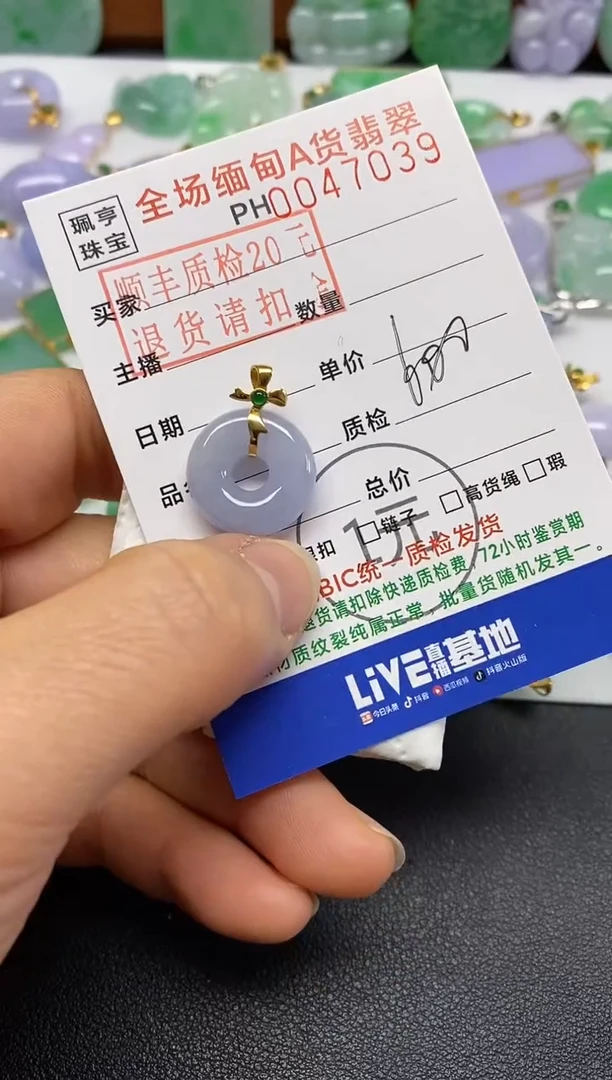 珮亨
珠宝
全场缅甸A货翡翠
PH0047039
顺丰质检20元
退货请扣
买家
数量
主播
单价
日期
质检
品
总价
扣 □链子 □高货绳 □瑕
1元
BIC统一质检发货
退货请扣除快递质检费，72小时鉴赏期
材质纹裂纯属正常，批量货随机发其一。
LiVE直播基地
今日头条 抖音 西瓜视频 抖音火山版